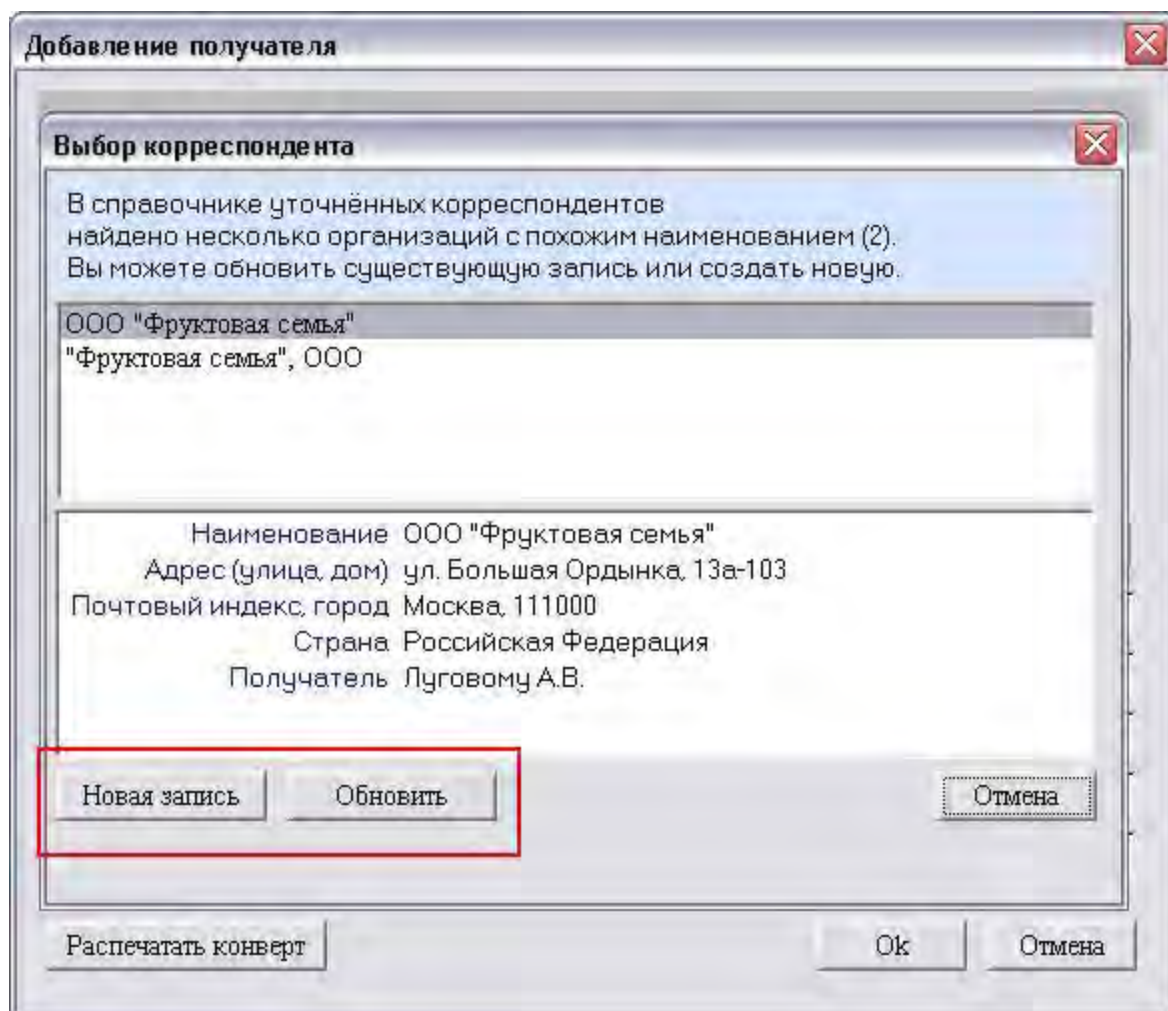 Добавление получателя
Выбор корреспондента
В справочнике уточнённых корреспондентов
найдено несколько организаций с похожим наименованием (2).
Вы можете обновить существующую запись или создать новую.
ООО "Фруктовая семья"
"Фруктовая семья", ООО
Наименование ООО "Фруктовая семья"
Адрес (улица, дом) ул. Большая Ордынка, 13а-103
Почтовый индекс, город Москва, 111000
Страна Российская Федерация
Получатель Луговому А.В.
Новая запись Обновить Отмена
Распечатать конверт Ok Отмена